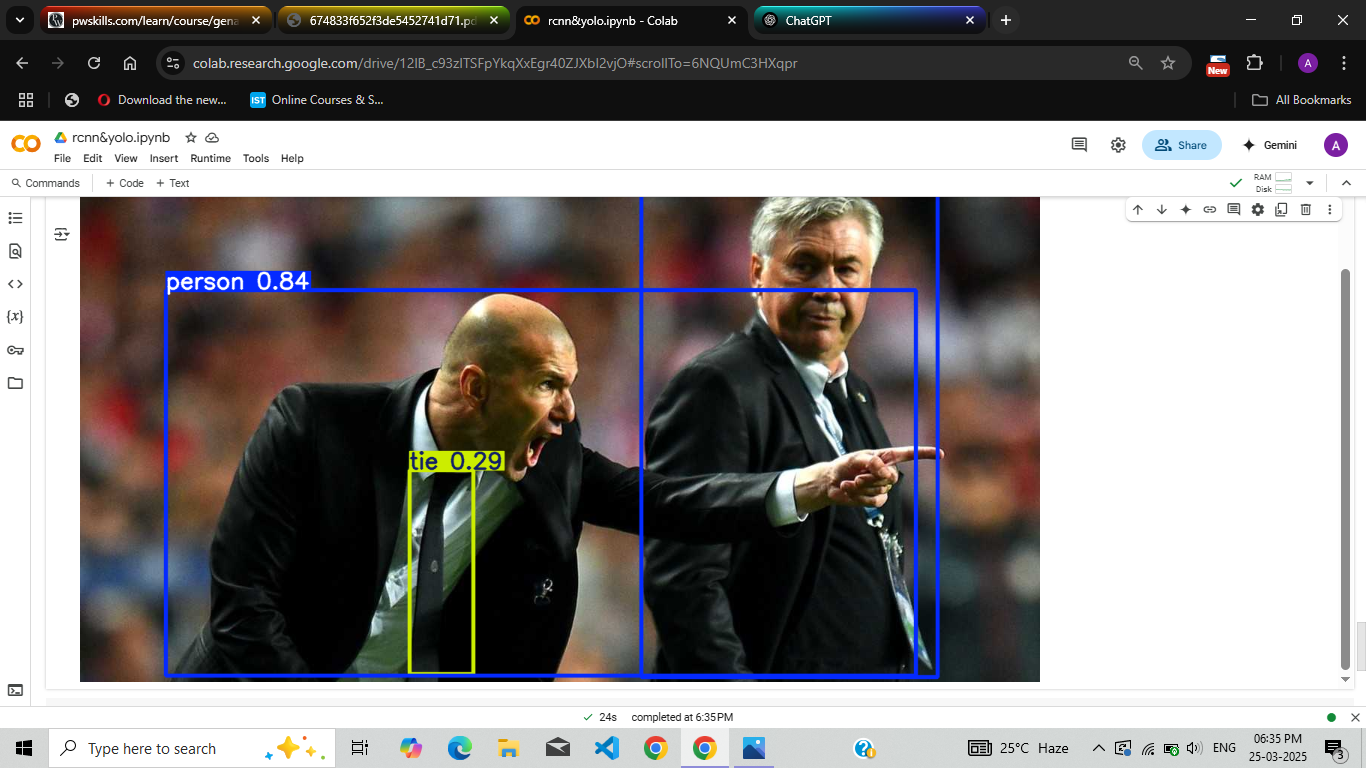 pwskills.com/learn/course/gena
674833f652f3de5452741d71.pd
rcnn&yolo.ipynb - Colab
ChatGPT
colab.research.google.com/drive/12IB_c93zITSFpYkqXxEgr40ZJXbI2vjO#scrollTo=6NQUmC3HXqpr
New
A
Download the new...
IST
Online Courses & S...
All Bookmarks
rcnn&yolo.ipynb
File Edit View Insert Runtime Tools Help
Share
Gemini
A
Commands
+ Code + Text
RAM
Disk
person 0.84
tie 0.29
24s completed at 6:35 PM
Type here to search
25°C Haze
ENG
06:35 PM
25-03-2025
3